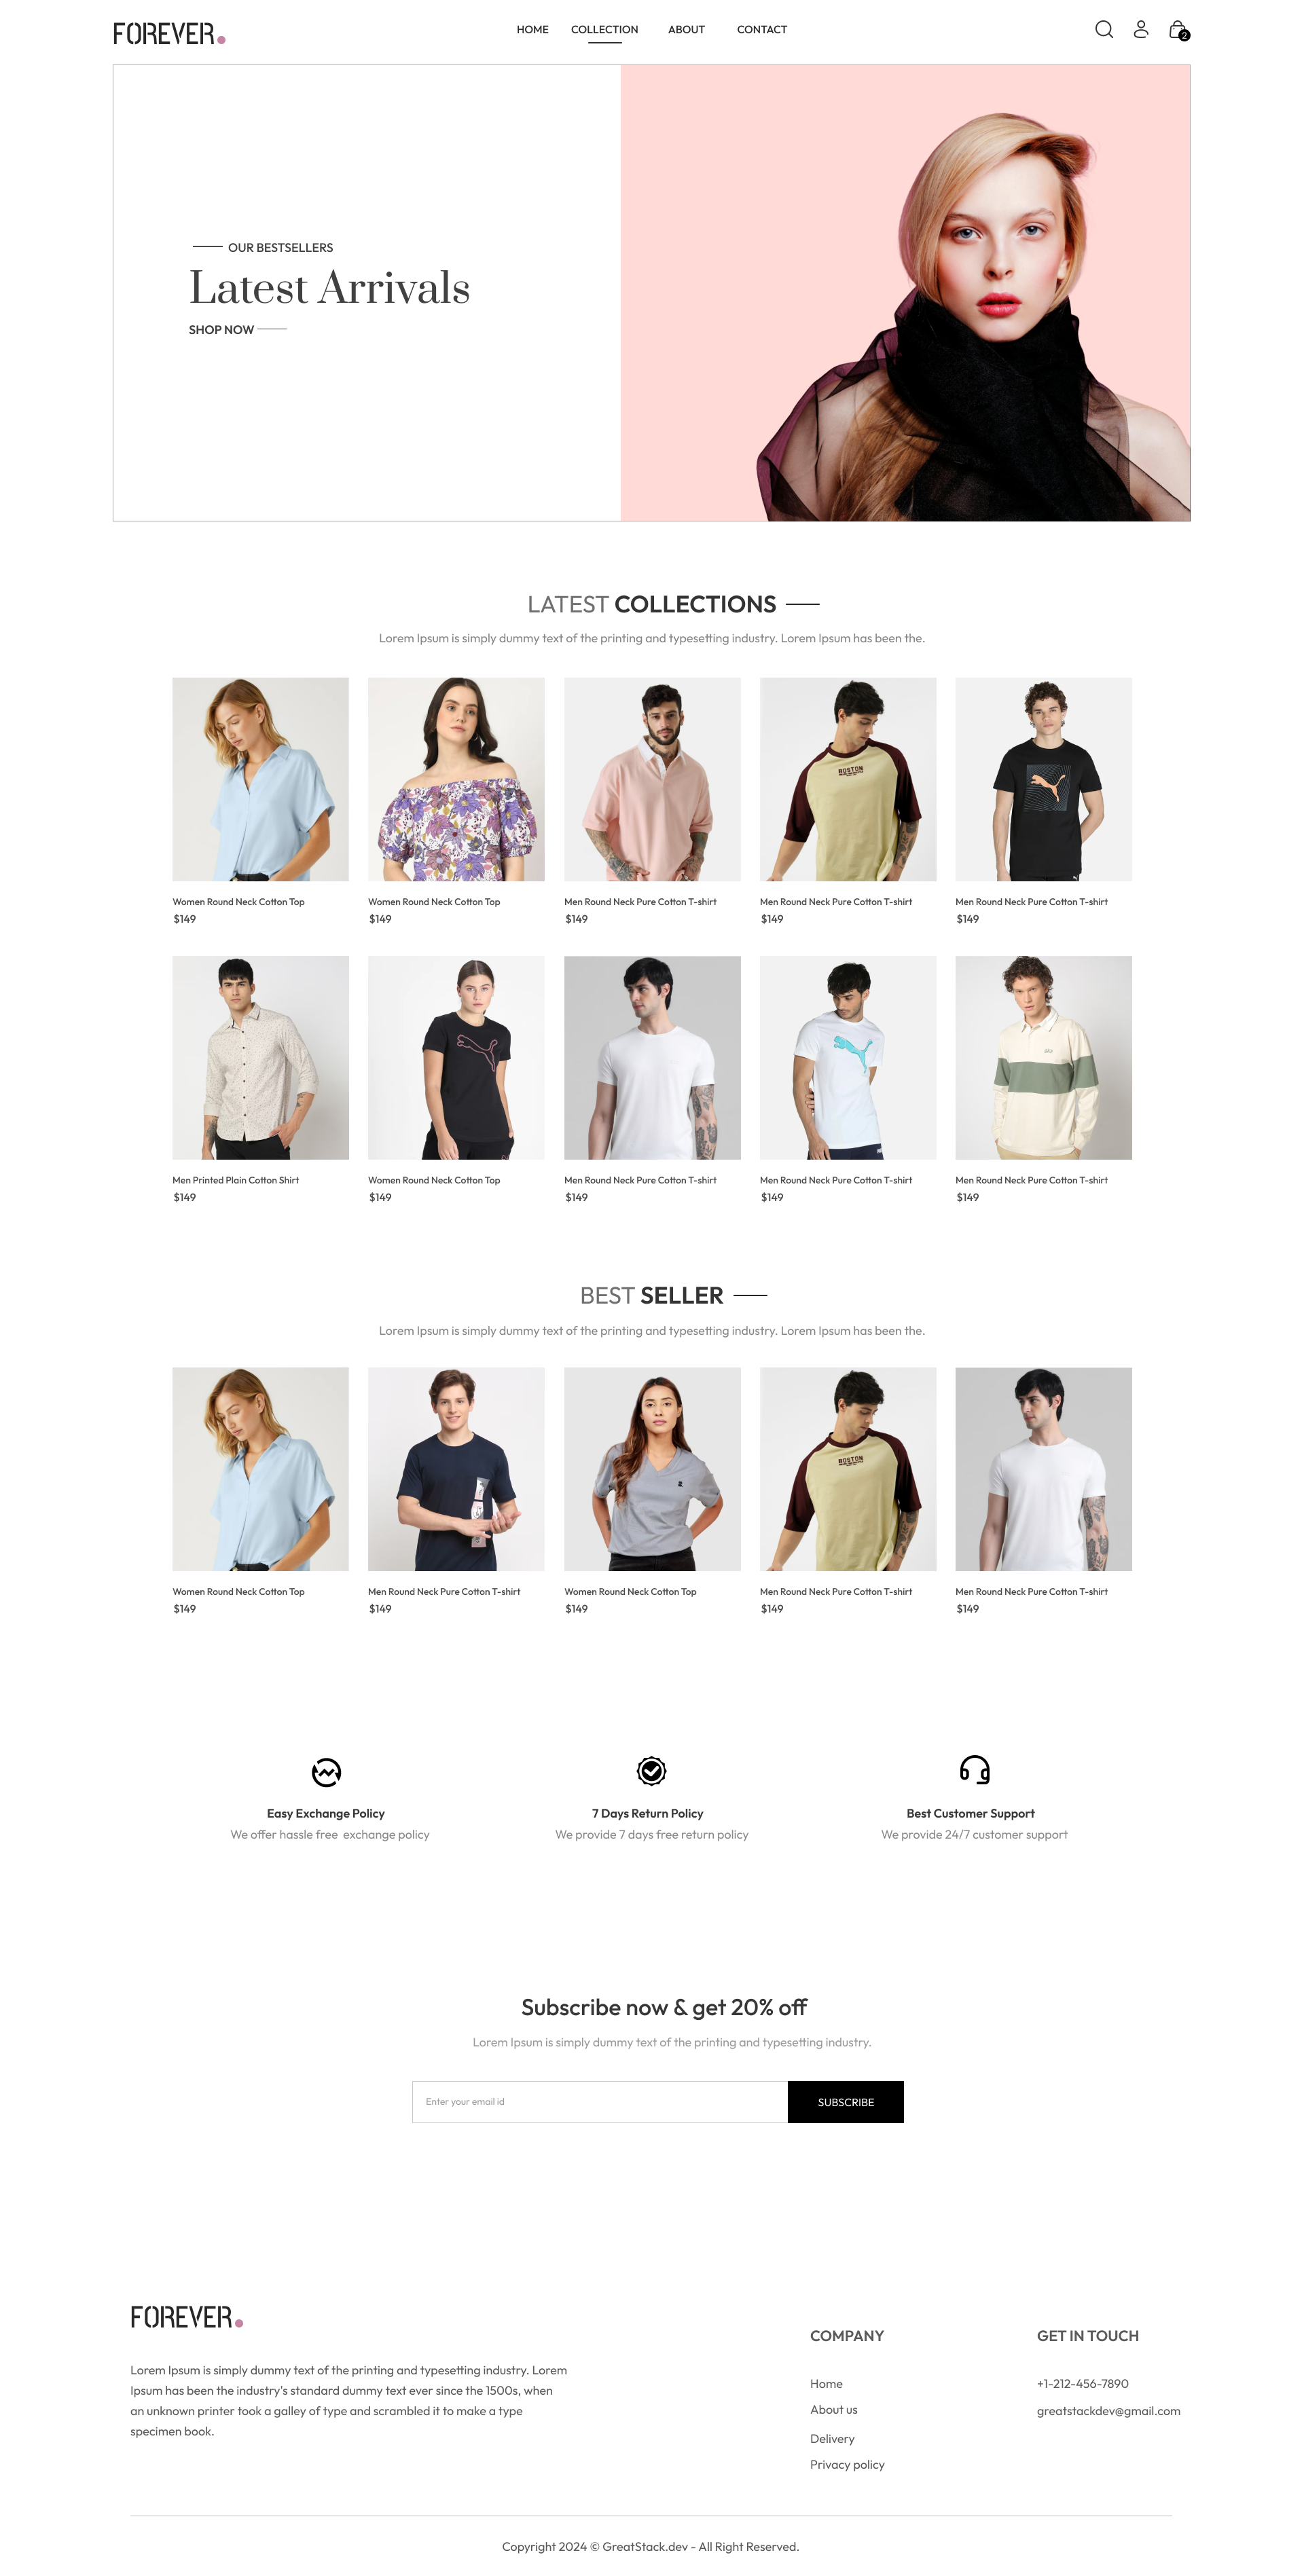 FOREVER.
HOME COLLECTION ABOUT CONTACT
2
OUR BESTSELLERS
Latest Arrivals
SHOP NOW
LATEST COLLECTIONS
Lorem Ipsum is simply dummy text of the printing and typesetting industry. Lorem Ipsum has been the.
BOSTON
Women Round Neck Cotton Top
$149
Women Round Neck Cotton Top
$149
Men Round Neck Pure Cotton T-shirt
$149
Men Round Neck Pure Cotton T-shirt
$149
Men Round Neck Pure Cotton T-shirt
$149
Men Printed Plain Cotton Shirt
$149
Women Round Neck Cotton Top
$149
Men Round Neck Pure Cotton T-shirt
$149
Men Round Neck Pure Cotton T-shirt
$149
Men Round Neck Pure Cotton T-shirt
$149
BEST SELLER
Lorem Ipsum is simply dummy text of the printing and typesetting industry. Lorem Ipsum has been the.
BOSTON
Women Round Neck Cotton Top
$149
Men Round Neck Pure Cotton T-shirt
$149
Women Round Neck Cotton Top
$149
Men Round Neck Pure Cotton T-shirt
$149
Men Round Neck Pure Cotton T-shirt
$149
Easy Exchange Policy
We offer hassle free exchange policy
7 Days Return Policy
We provide 7 days free return policy
Best Customer Support
We provide 24/7 customer support
Subscribe now & get 20% off
Lorem Ipsum is simply dummy text of the printing and typesetting industry.
Enter your email id
SUBSCRIBE
FOREVER.
Lorem Ipsum is simply dummy text of the printing and typesetting industry. Lorem
Ipsum has been the industry's standard dummy text ever since the 1500s, when
an unknown printer took a galley of type and scrambled it to make a type
specimen book.
COMPANY
Home
About us
Delivery
Privacy policy
GET IN TOUCH
+1-212-456-7890
greatstackdev@gmail.com
Copyright 2024 © GreatStack.dev - All Right Reserved.